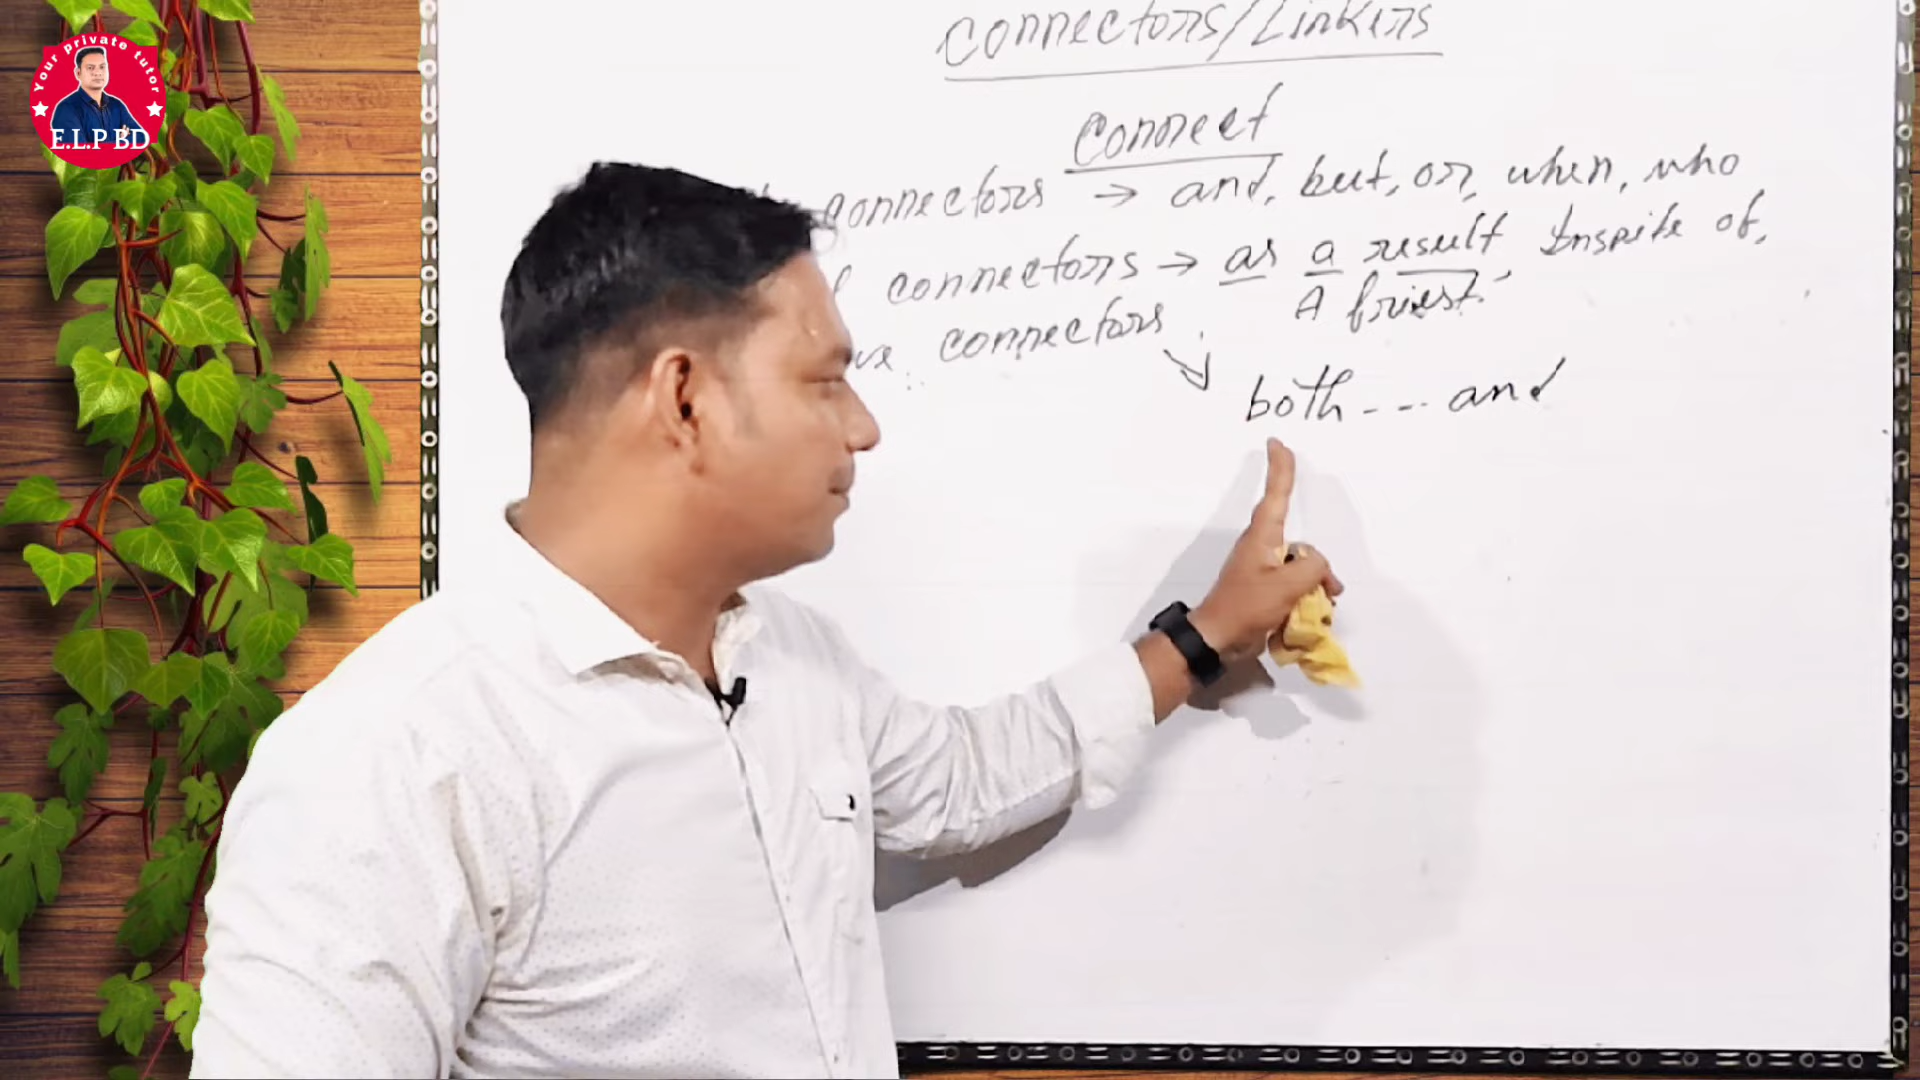 Your private tutor
E.L.P BD
Connectors/Linkers
Connect
connectors → and, but, or, when, who
connectors → as a result Inspite of,
A
connectors
both --- and